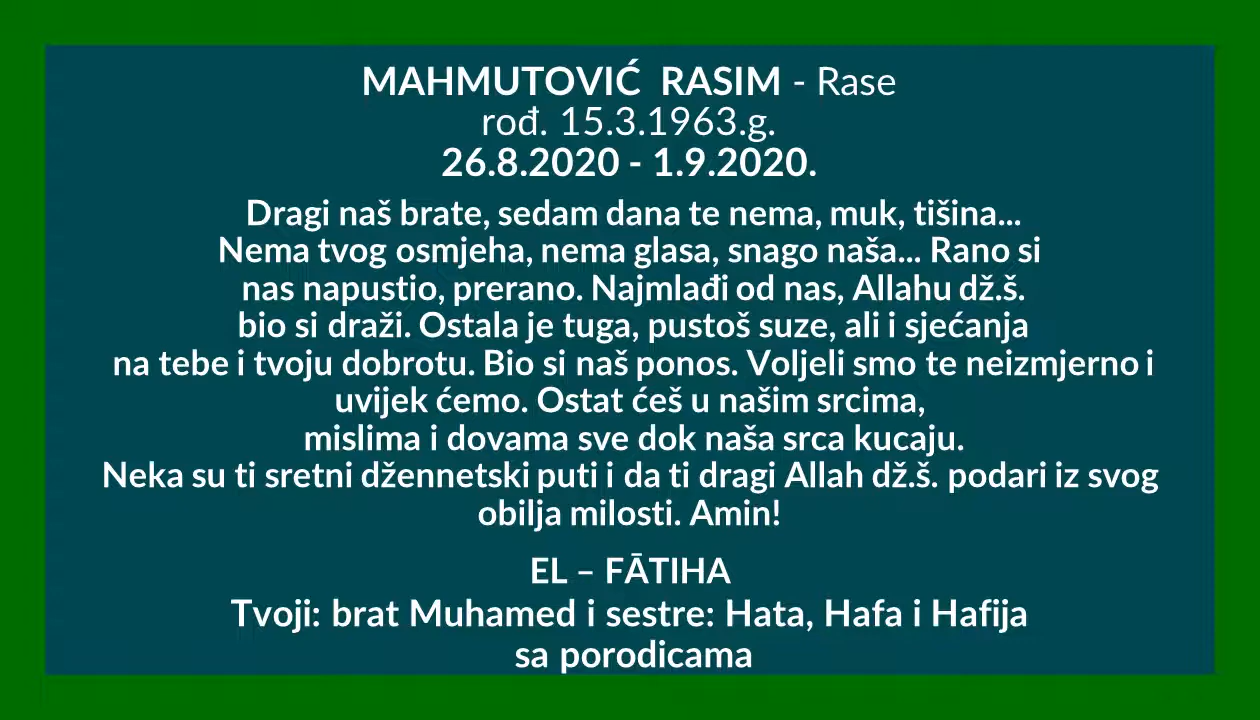 MAHMUTOVIĆ RASIM - Rase
rođ. 15.3.1963.g.
26.8.2020 - 1.9.2020.
Dragi naš brate, sedam dana te nema, muk, tišina...
Nema tvog osmjeha, nema glasa, snago naša... Rano si
nas napustio, prerano. Najmlađi od nas, Allahu dž.š.
bio si draži. Ostala je tuga, pustoš suze, ali i sjećanja
na tebe i tvoju dobrotu. Bio si naš ponos. Voljeli smo te neizmjerno i
uvijek ćemo. Ostat ćeš u našim srcima,
mislima i dovama sve dok naša srca kucaju.
Neka su ti sretni džennetski puti i da ti dragi Allah dž.š. podari iz svog
obilja milosti. Amin!
EL – FĀTIHA
Tvoji: brat Muhamed i sestre: Hata, Hafa i Hafija
sa porodicama